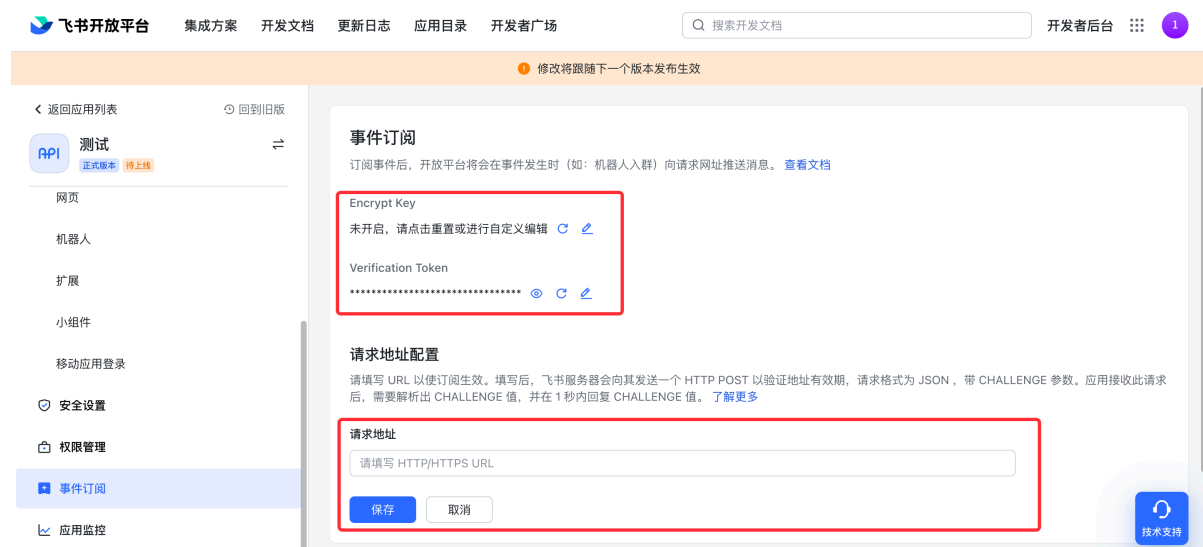 飞书开放平台 集成方案 开发文档 更新日志 应用目录 开发者广场 搜索开发文档 开发者后台 1
修改将跟随下一个版本发布生效
返回应用列表 回到旧版
API 测试
正式版本 待上线
网页
机器人
扩展
小组件
移动应用登录
安全设置
权限管理
事件订阅
应用监控
事件订阅
订阅事件后，开放平台将会在事件发生时（如：机器人入群）向请求网址推送消息。 查看文档
Encrypt Key
未开启，请点击重置或进行自定义编辑
Verification Token
********************************
请求地址配置
请填写 URL 以使订阅生效。填写后，飞书服务器会向其发送一个 HTTP POST 以验证地址有效期，请求格式为 JSON ，带 CHALLENGE 参数。应用接收此请求
后，需要解析出 CHALLENGE 值，并在 1 秒内回复 CHALLENGE 值。 了解更多
请求地址
请填写 HTTP/HTTPS URL
保存 取消
技术支持